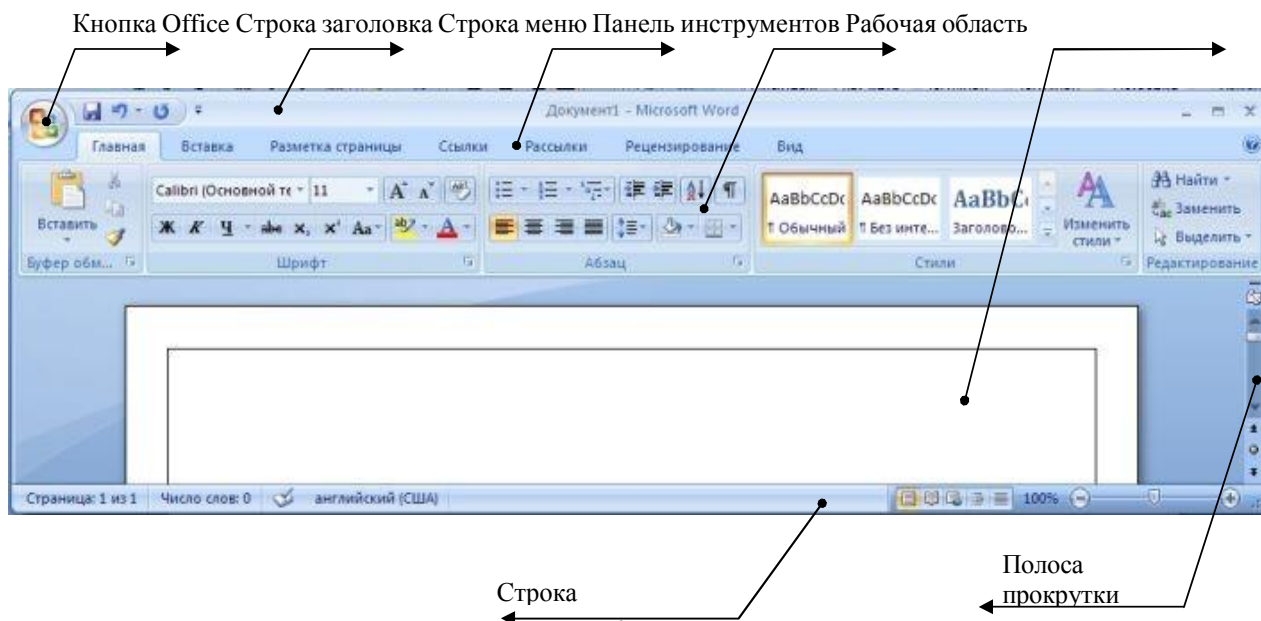 Кнопка Office Строка заголовка Строка меню Панель инструментов Рабочая область
Документ1 - Microsoft Word
Главная Вставка Разметка страницы Ссылки Рассылки Рецензирование Вид
Calibri (Основной те 11
Вставить
Ж К Ч abc x, x' Aa
AaBbCcDc AaBbCcDc AaBbC
¶ Обычный ¶ Без инте... Заголово...
Изменить
стили
Найти
Заменить
Выделить
Буфер обм... Шрифт Абзац Стили Редактирование
Страница: 1 из 1 Число слов: 0 английский (США) 100%
Строка
Полоса
прокрутки